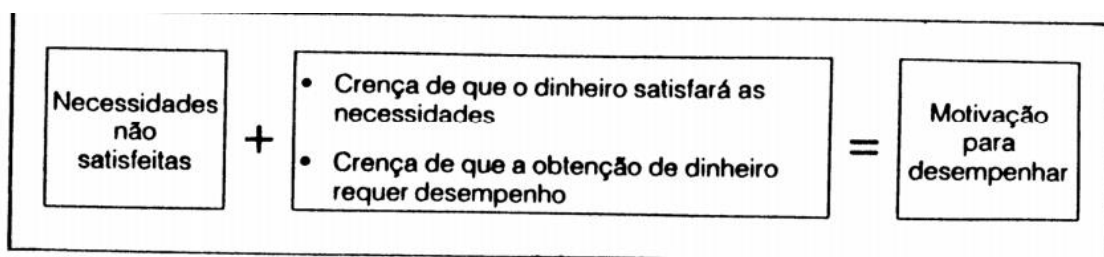 Necessidades
não
satisfeitas
+
• Crença de que o dinheiro satisfará as
necessidades
• Crença de que a obtenção de dinheiro
requer desempenho
=
Motivação
para
desempenhar